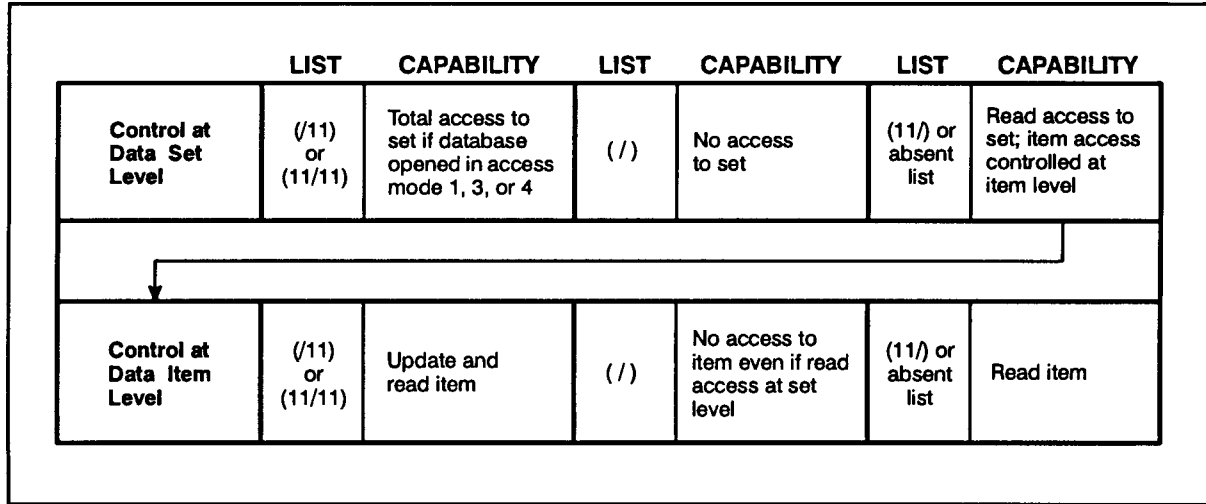 LIST CAPABILITY LIST CAPABILITY LIST CAPABILITY
Control at
Data Set
Level
(/11)
or
(11/11)
Total access to
set if database
opened in access
mode 1, 3, or 4
( / )
No access
to set
(11/) or
absent
list
Read access to
set; item access
controlled at
item level
Control at
Data Item
Level
(/11)
or
(11/11)
Update and
read item
( / )
No access to
item even if read
access at set
level
(11/) or
absent
list
Read item